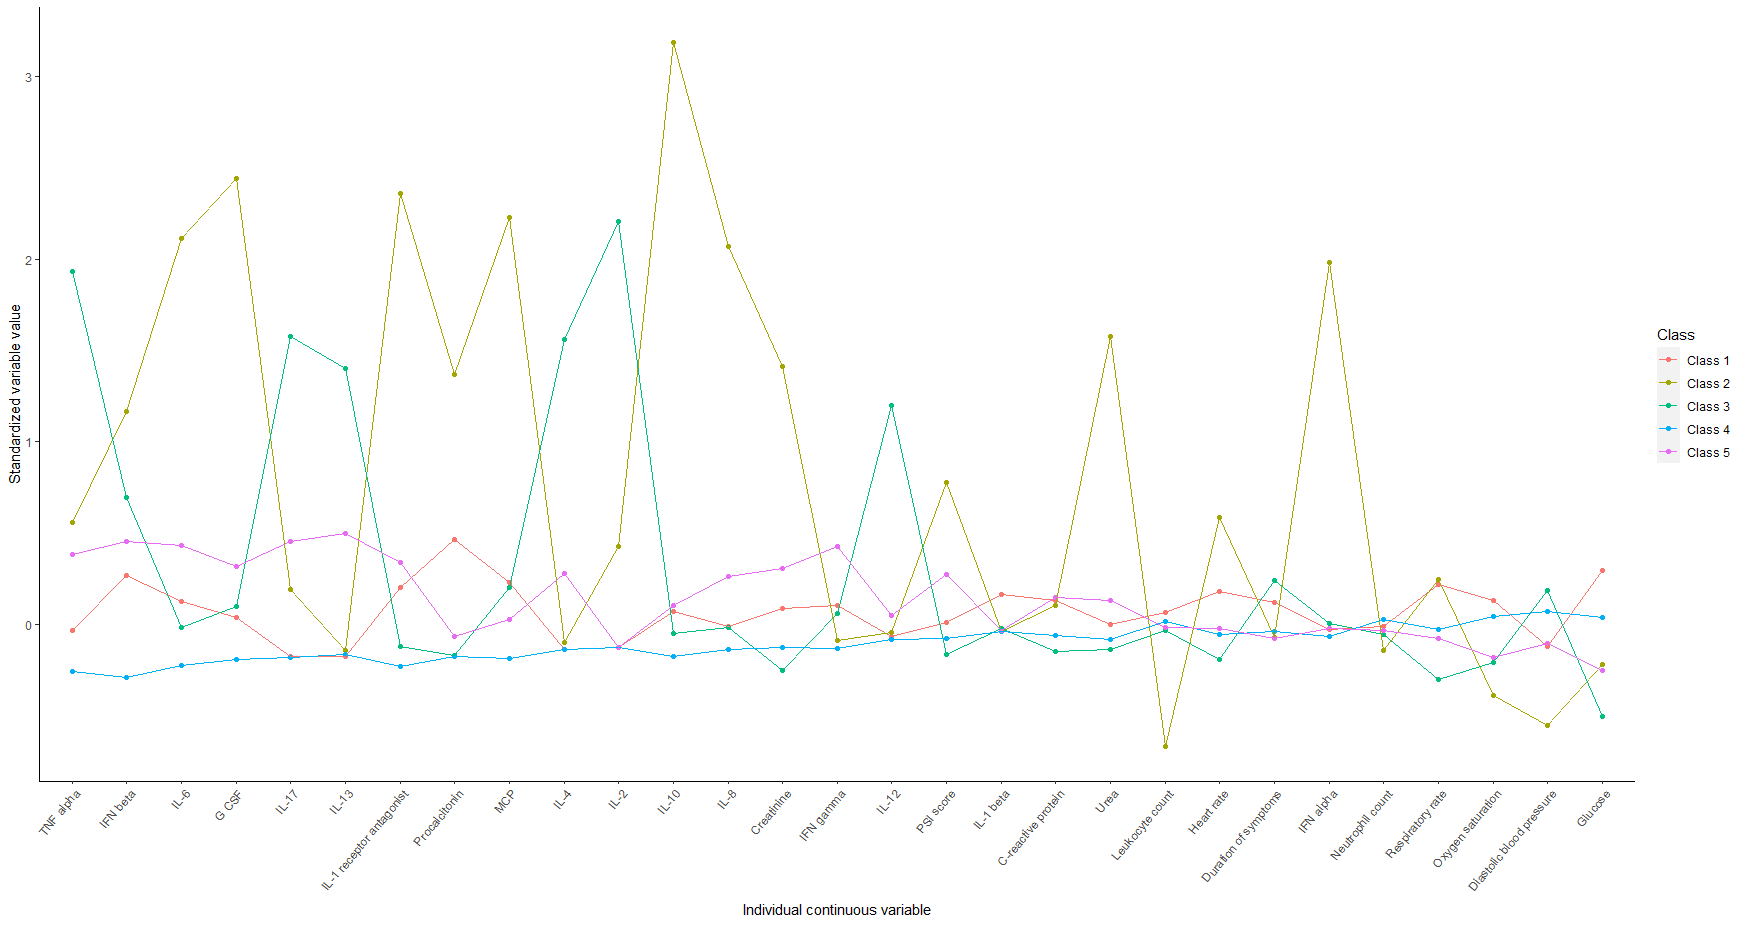 3
2
1
0
Standardized variable value
TNF alpha
IFN beta
IL-6
G CSF
IL-17
IL-13
IL-1 receptor antagonist
Procalcitonin
MCP
IL-4
IL-2
IL-10
IL-8
Creatinine
IFN gamma
IL-12
PSI score
IL-1 beta
C-reactive protein
Urea
Leukocyte count
Heart rate
Duration of symptoms
IFN alpha
Neutrophil count
Respiratory rate
Oxygen saturation
Diastolic blood pressure
Glucose
Individual continuous variable
Class
Class 1
Class 2
Class 3
Class 4
Class 5